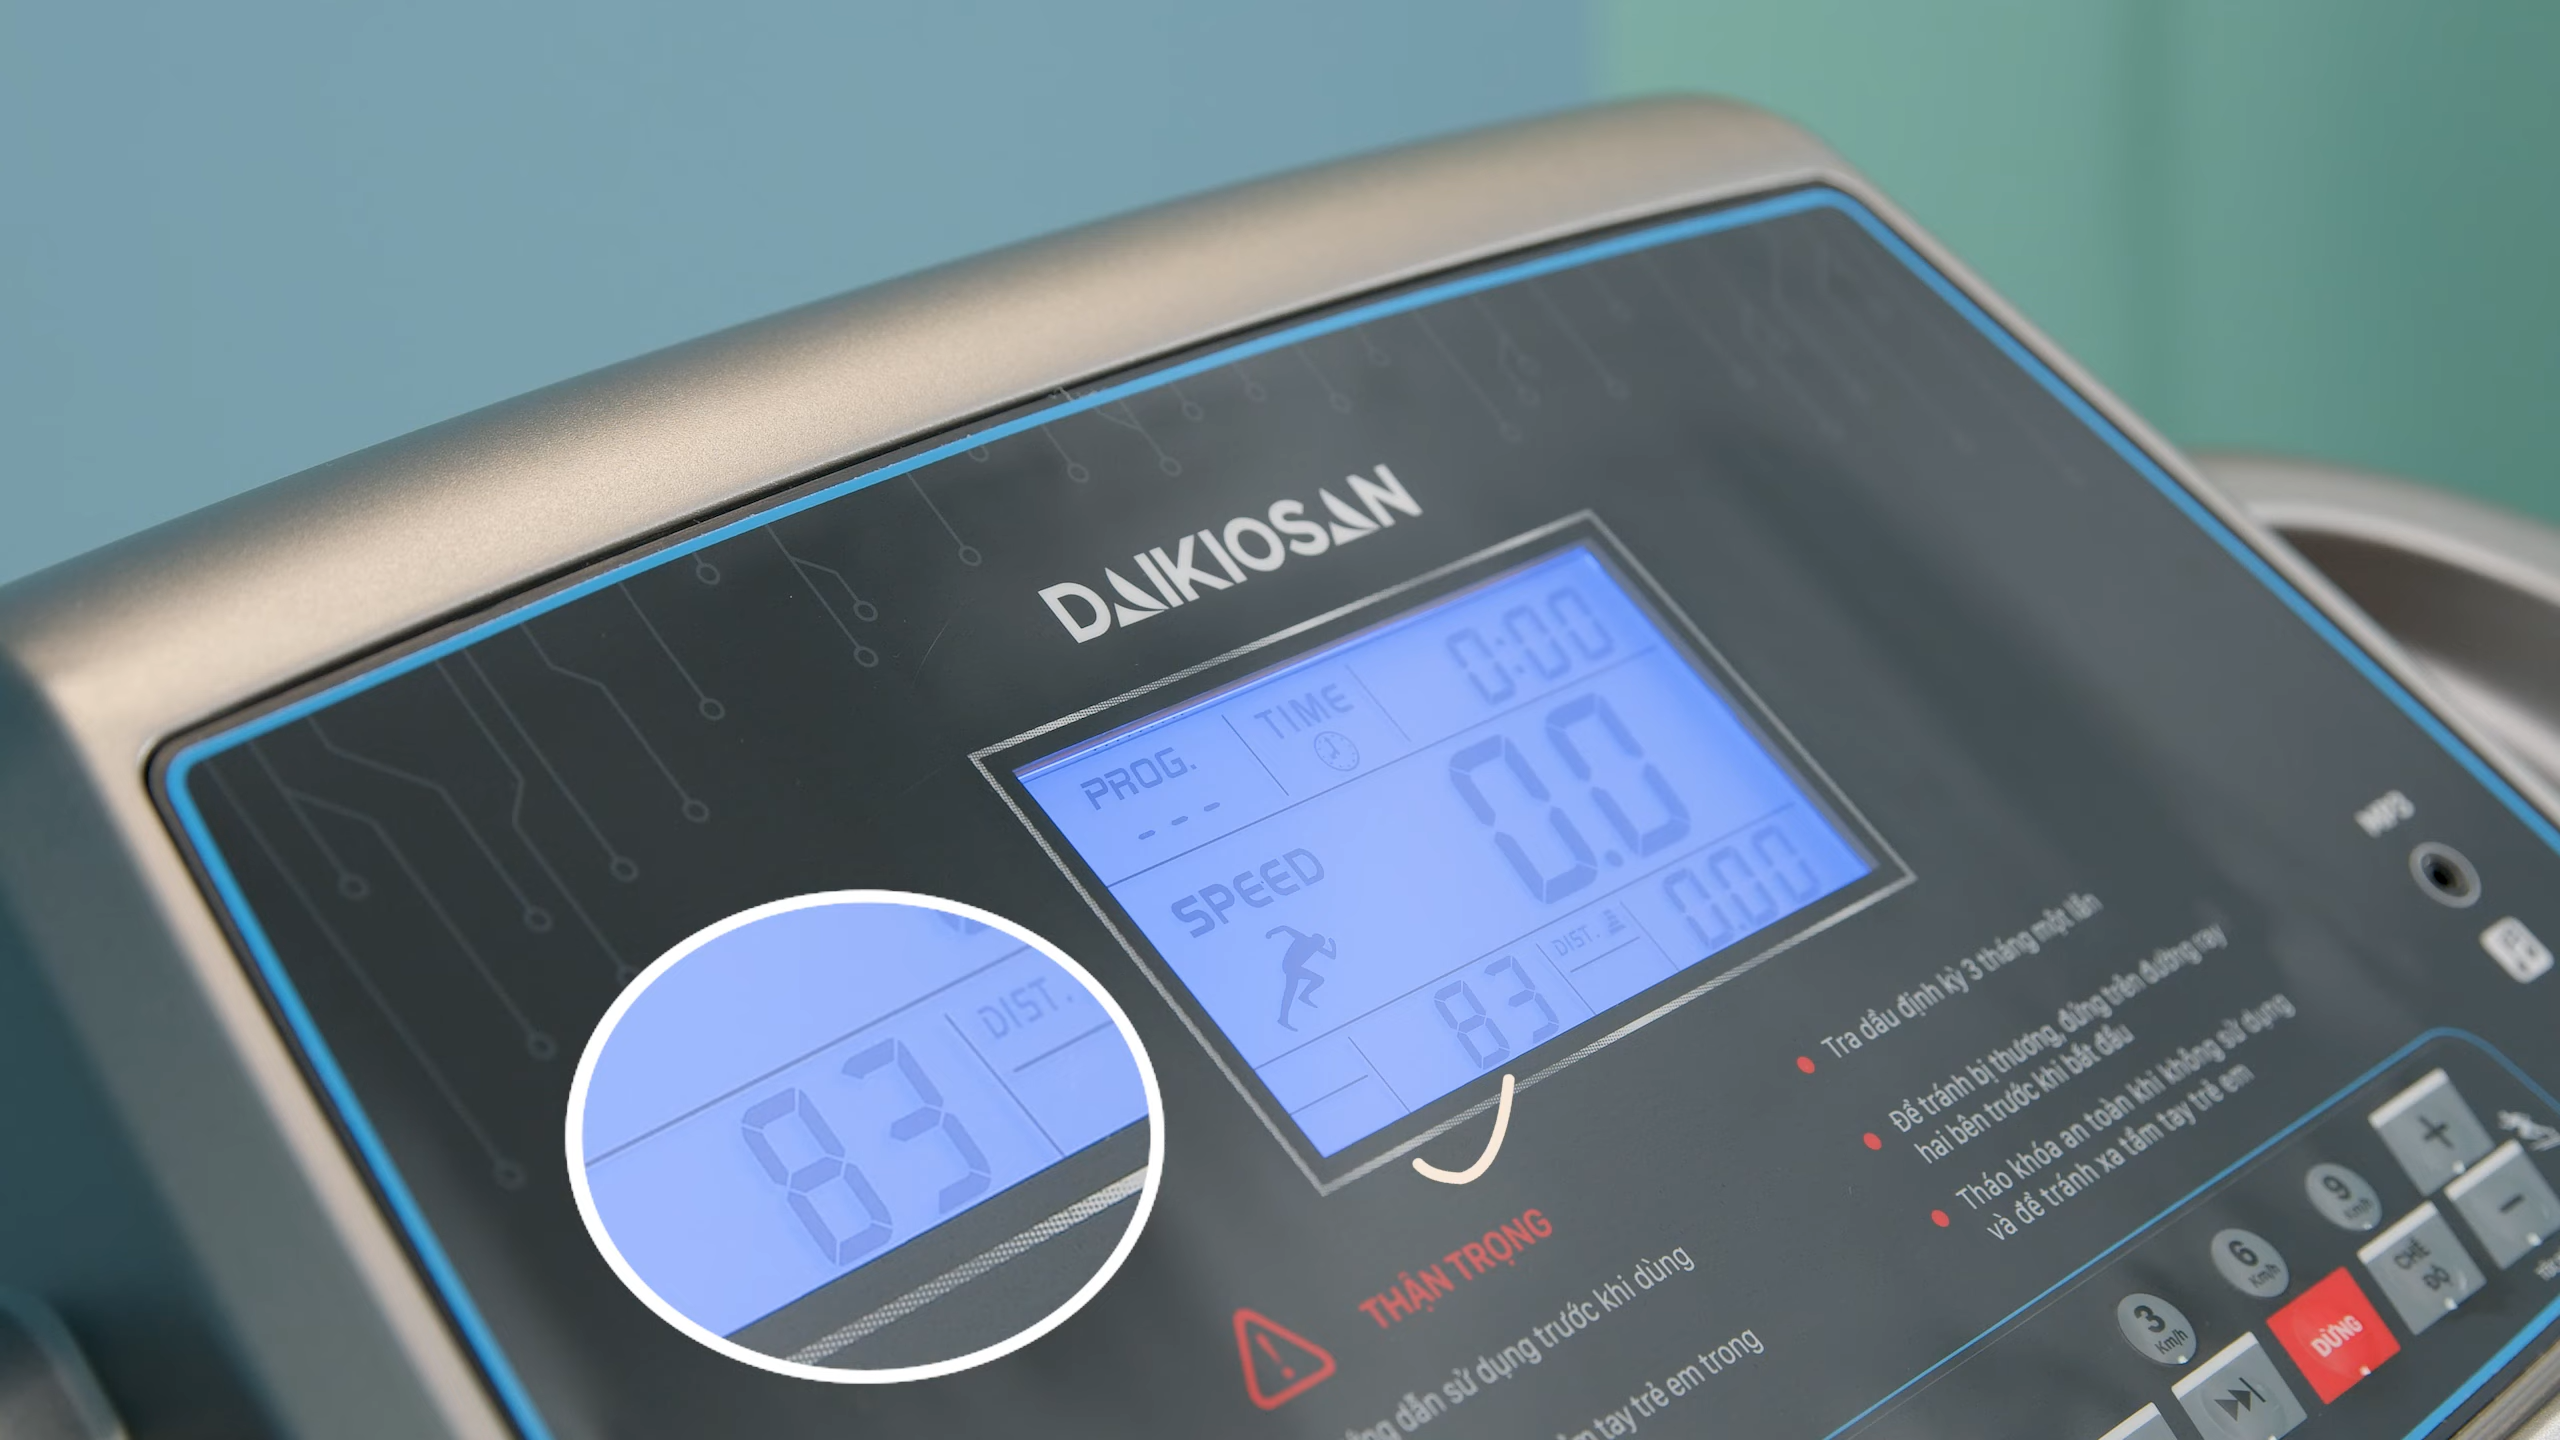 DAIKIOSAN
PROG.
---
TIME
0:00
SPEED
0.0
83
DIST.
0.00
83
DIST.
MP3
Tra dầu định kỳ 3 tháng một lần
Để tránh bị thương, đứng trên đường ray
hai bên trước khi bắt đầu
Tháo khóa an toàn khi không sử dụng
và để tránh xa tầm tay trẻ em
THẬN TRỌNG
dẫn sử dụng trước khi dùng
tay trẻ em trong
3
Km/h
6
Km/h
9
Km/h
+
-
CHẾ
ĐỘ
DỪNG